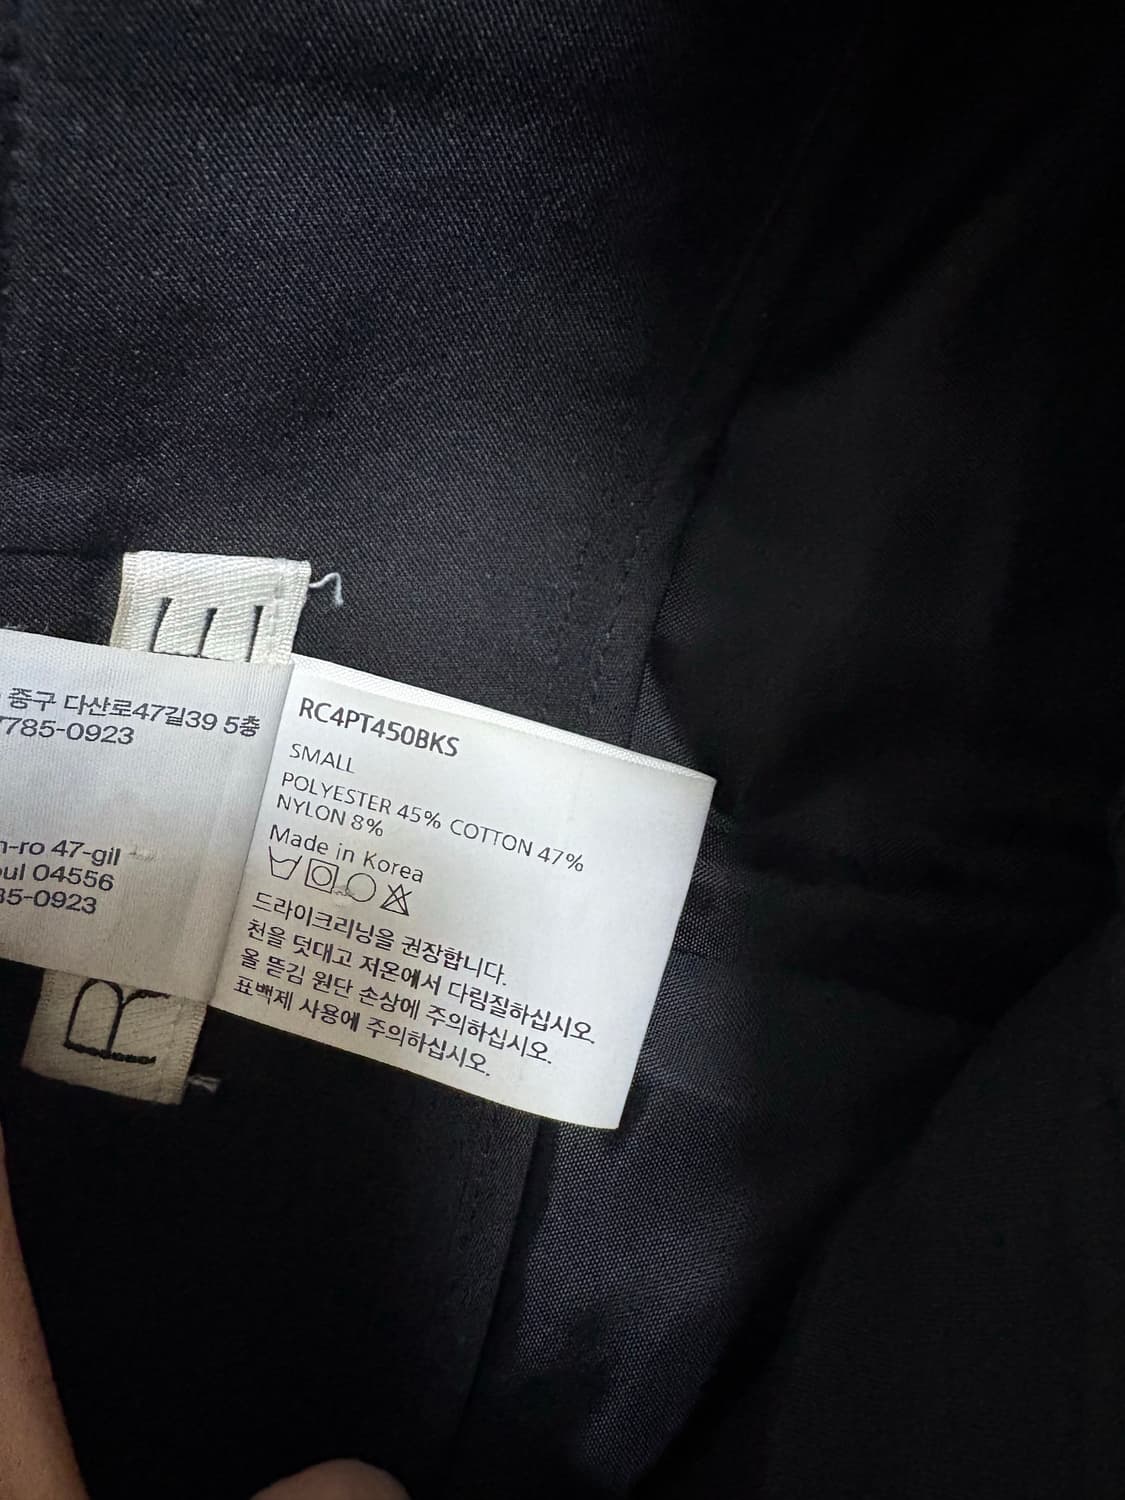 중구 다산로47길39 5층
785-0923
-ro 47-gil
oul 04556
85-0923
RC4PT450BKS
SMALL
POLYESTER 45% COTTON 47%
NYLON 8%
Made in Korea
드라이크리닝을 권장합니다.
천을 덧대고 저온에서 다림질하십시오.
올 뜯김 원단 손상에 주의하십시오.
표백제 사용에 주의하십시오.
R